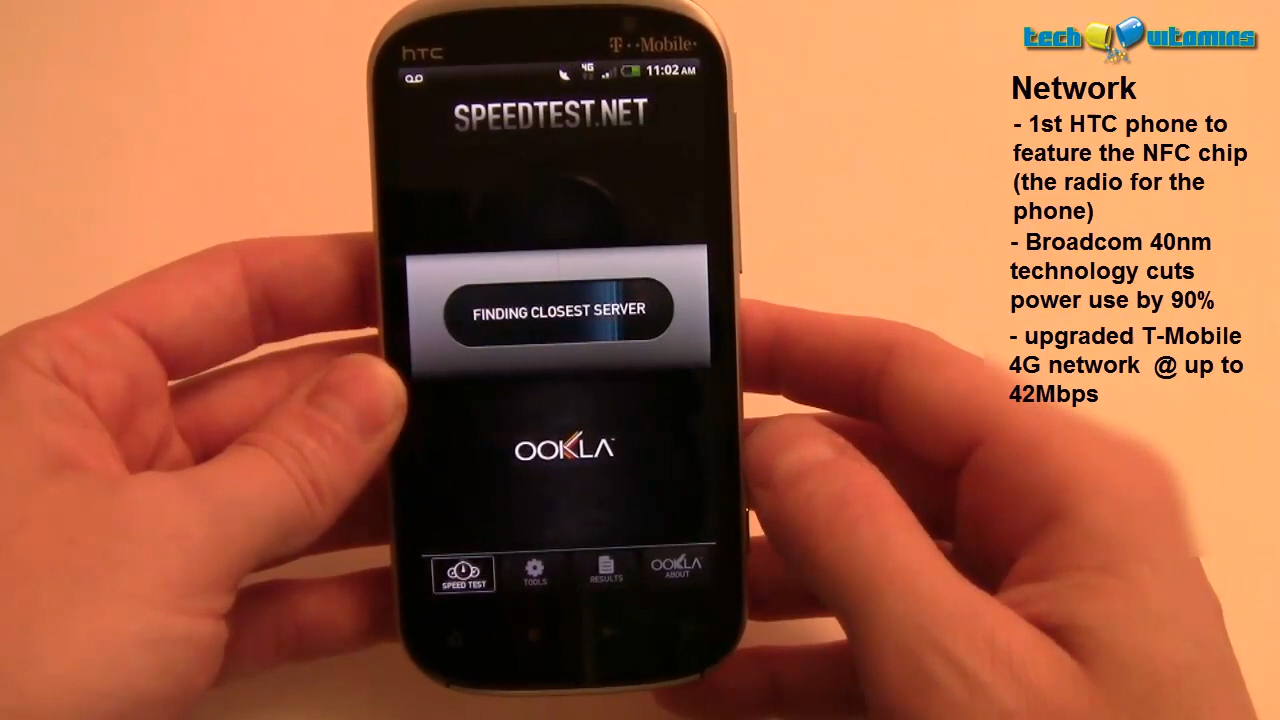 hTC
T··Mobile·
4G
11:02 AM
SPEEDTEST.NET
FINDING CLOSEST SERVER
OOKLA™
SPEED TEST
TOOLS
RESULTS
OOKLA
ABOUT
tech vitamins
Network
- 1st HTC phone to
feature the NFC chip
(the radio for the
phone)
- Broadcom 40nm
technology cuts
power use by 90%
- upgraded T-Mobile
4G network @ up to
42Mbps